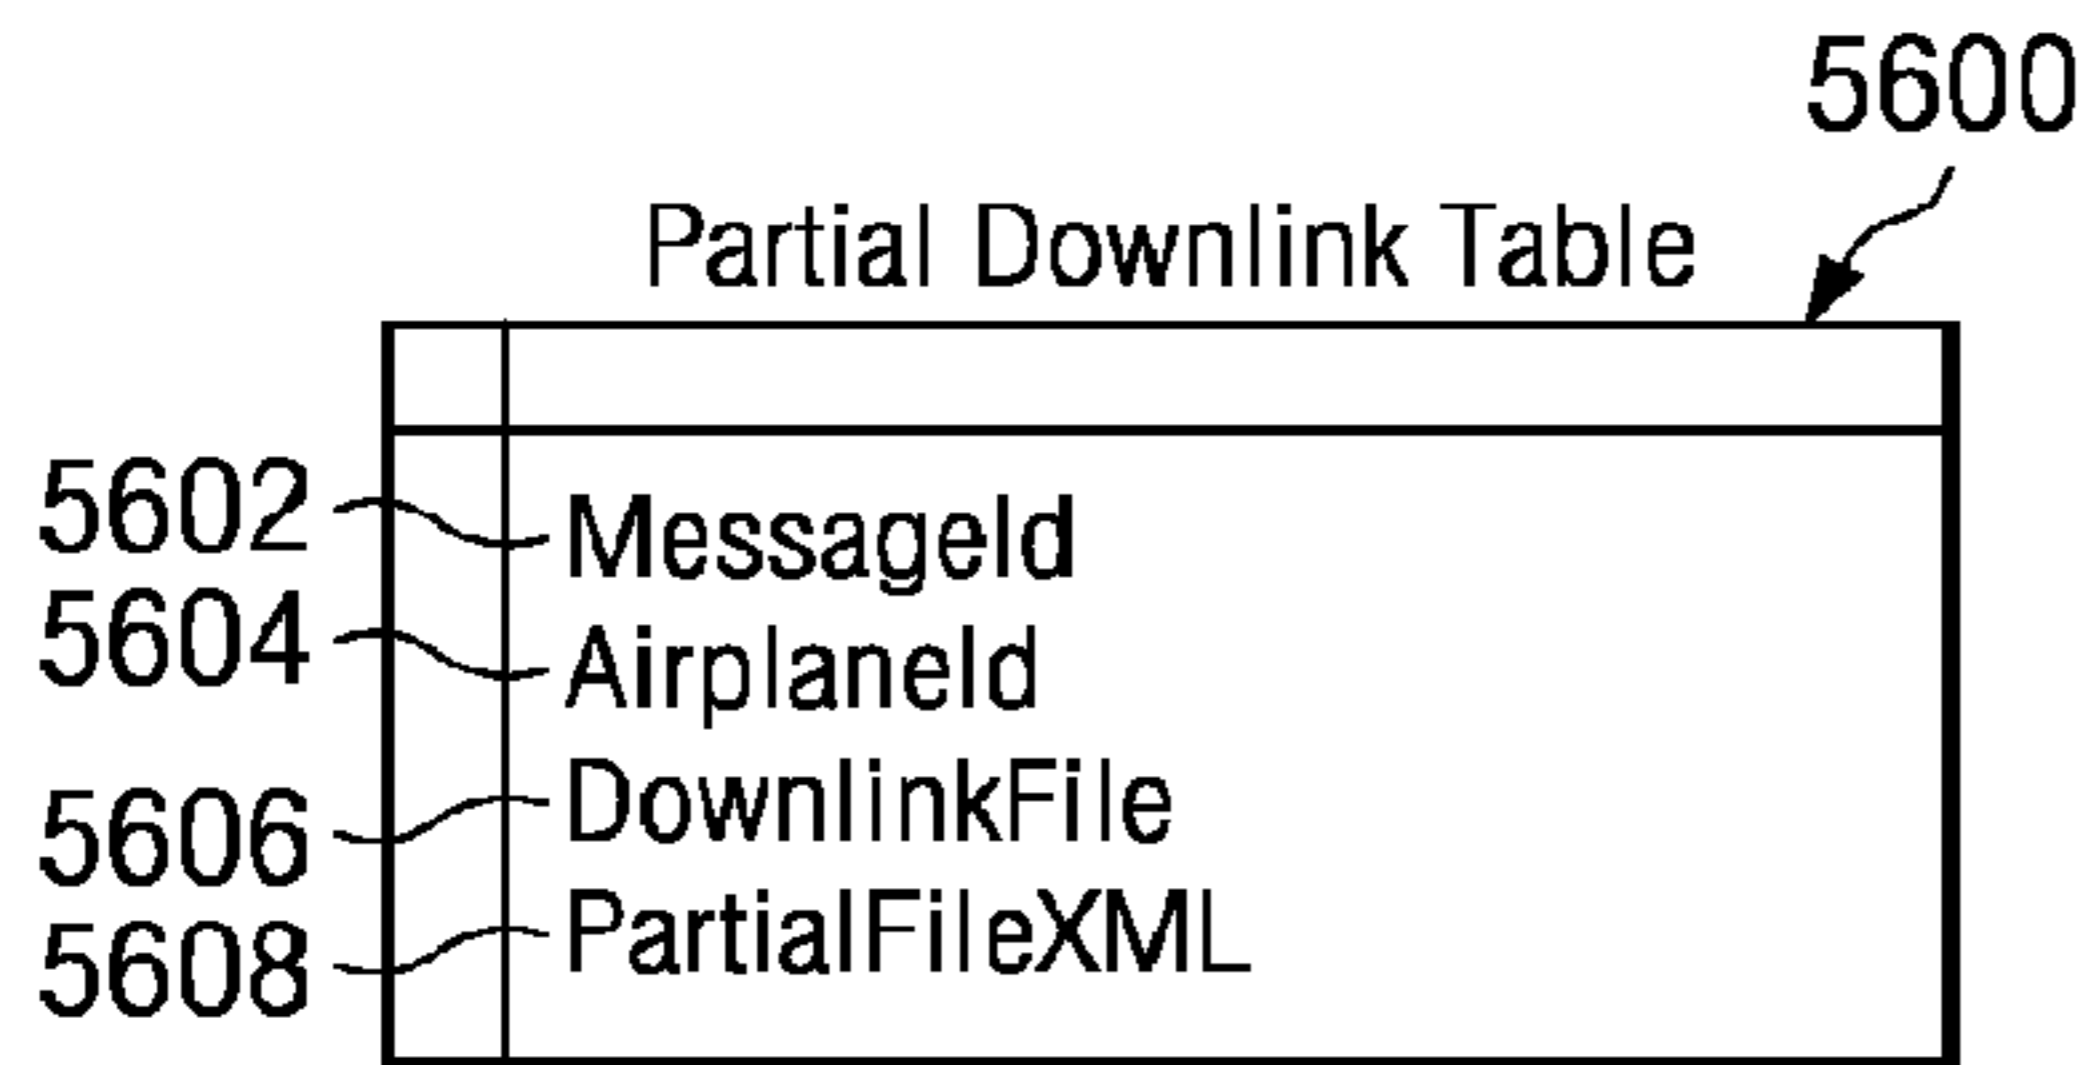 5600
Partial Downlink Table
5602 MessageId
5604 AirplaneId
5606 DownlinkFile
5608 PartialFileXML